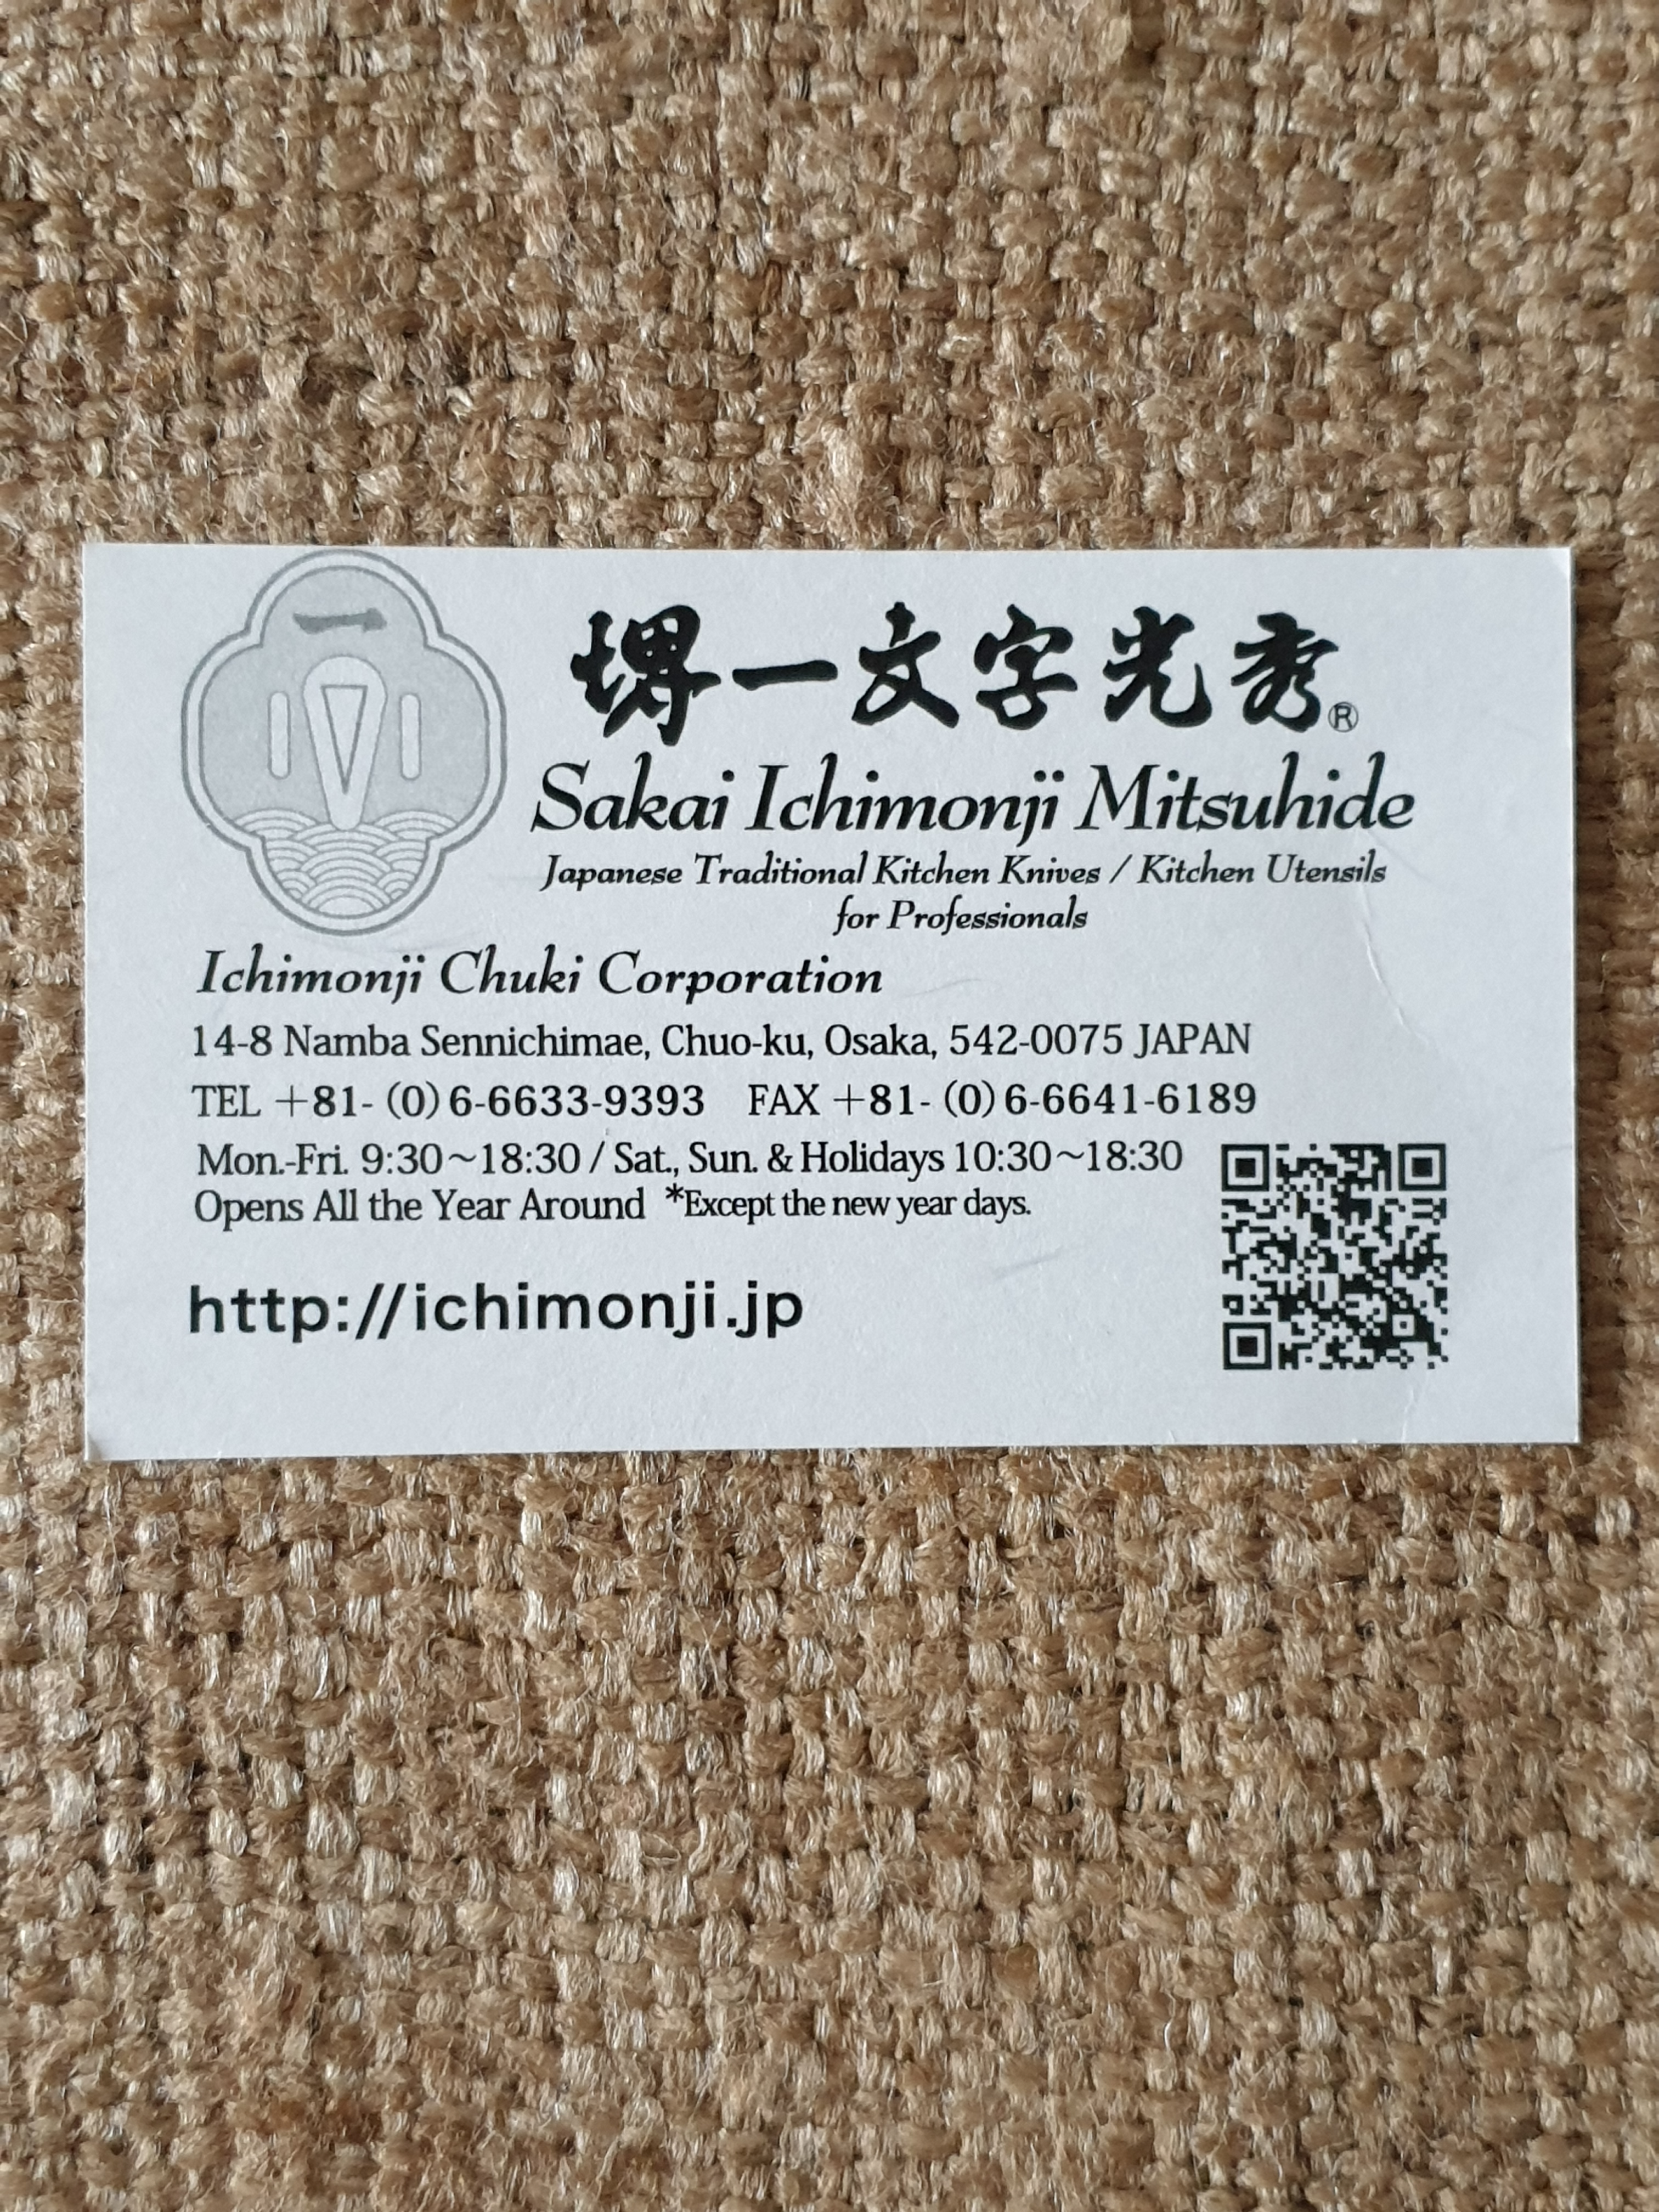 一
堺一文字光秀®
Sakai Ichimonji Mitsuhide
Japanese Traditional Kitchen Knives / Kitchen Utensils
for Professionals
Ichimonji Chuki Corporation
14-8 Namba Sennichimae, Chuo-ku, Osaka, 542-0075 JAPAN
TEL +81- (0) 6-6633-9393 FAX +81- (0) 6-6641-6189
Mon.-Fri. 9:30~18:30 / Sat., Sun. & Holidays 10:30~18:30
Opens All the Year Around *Except the new year days.
http://ichimonji.jp